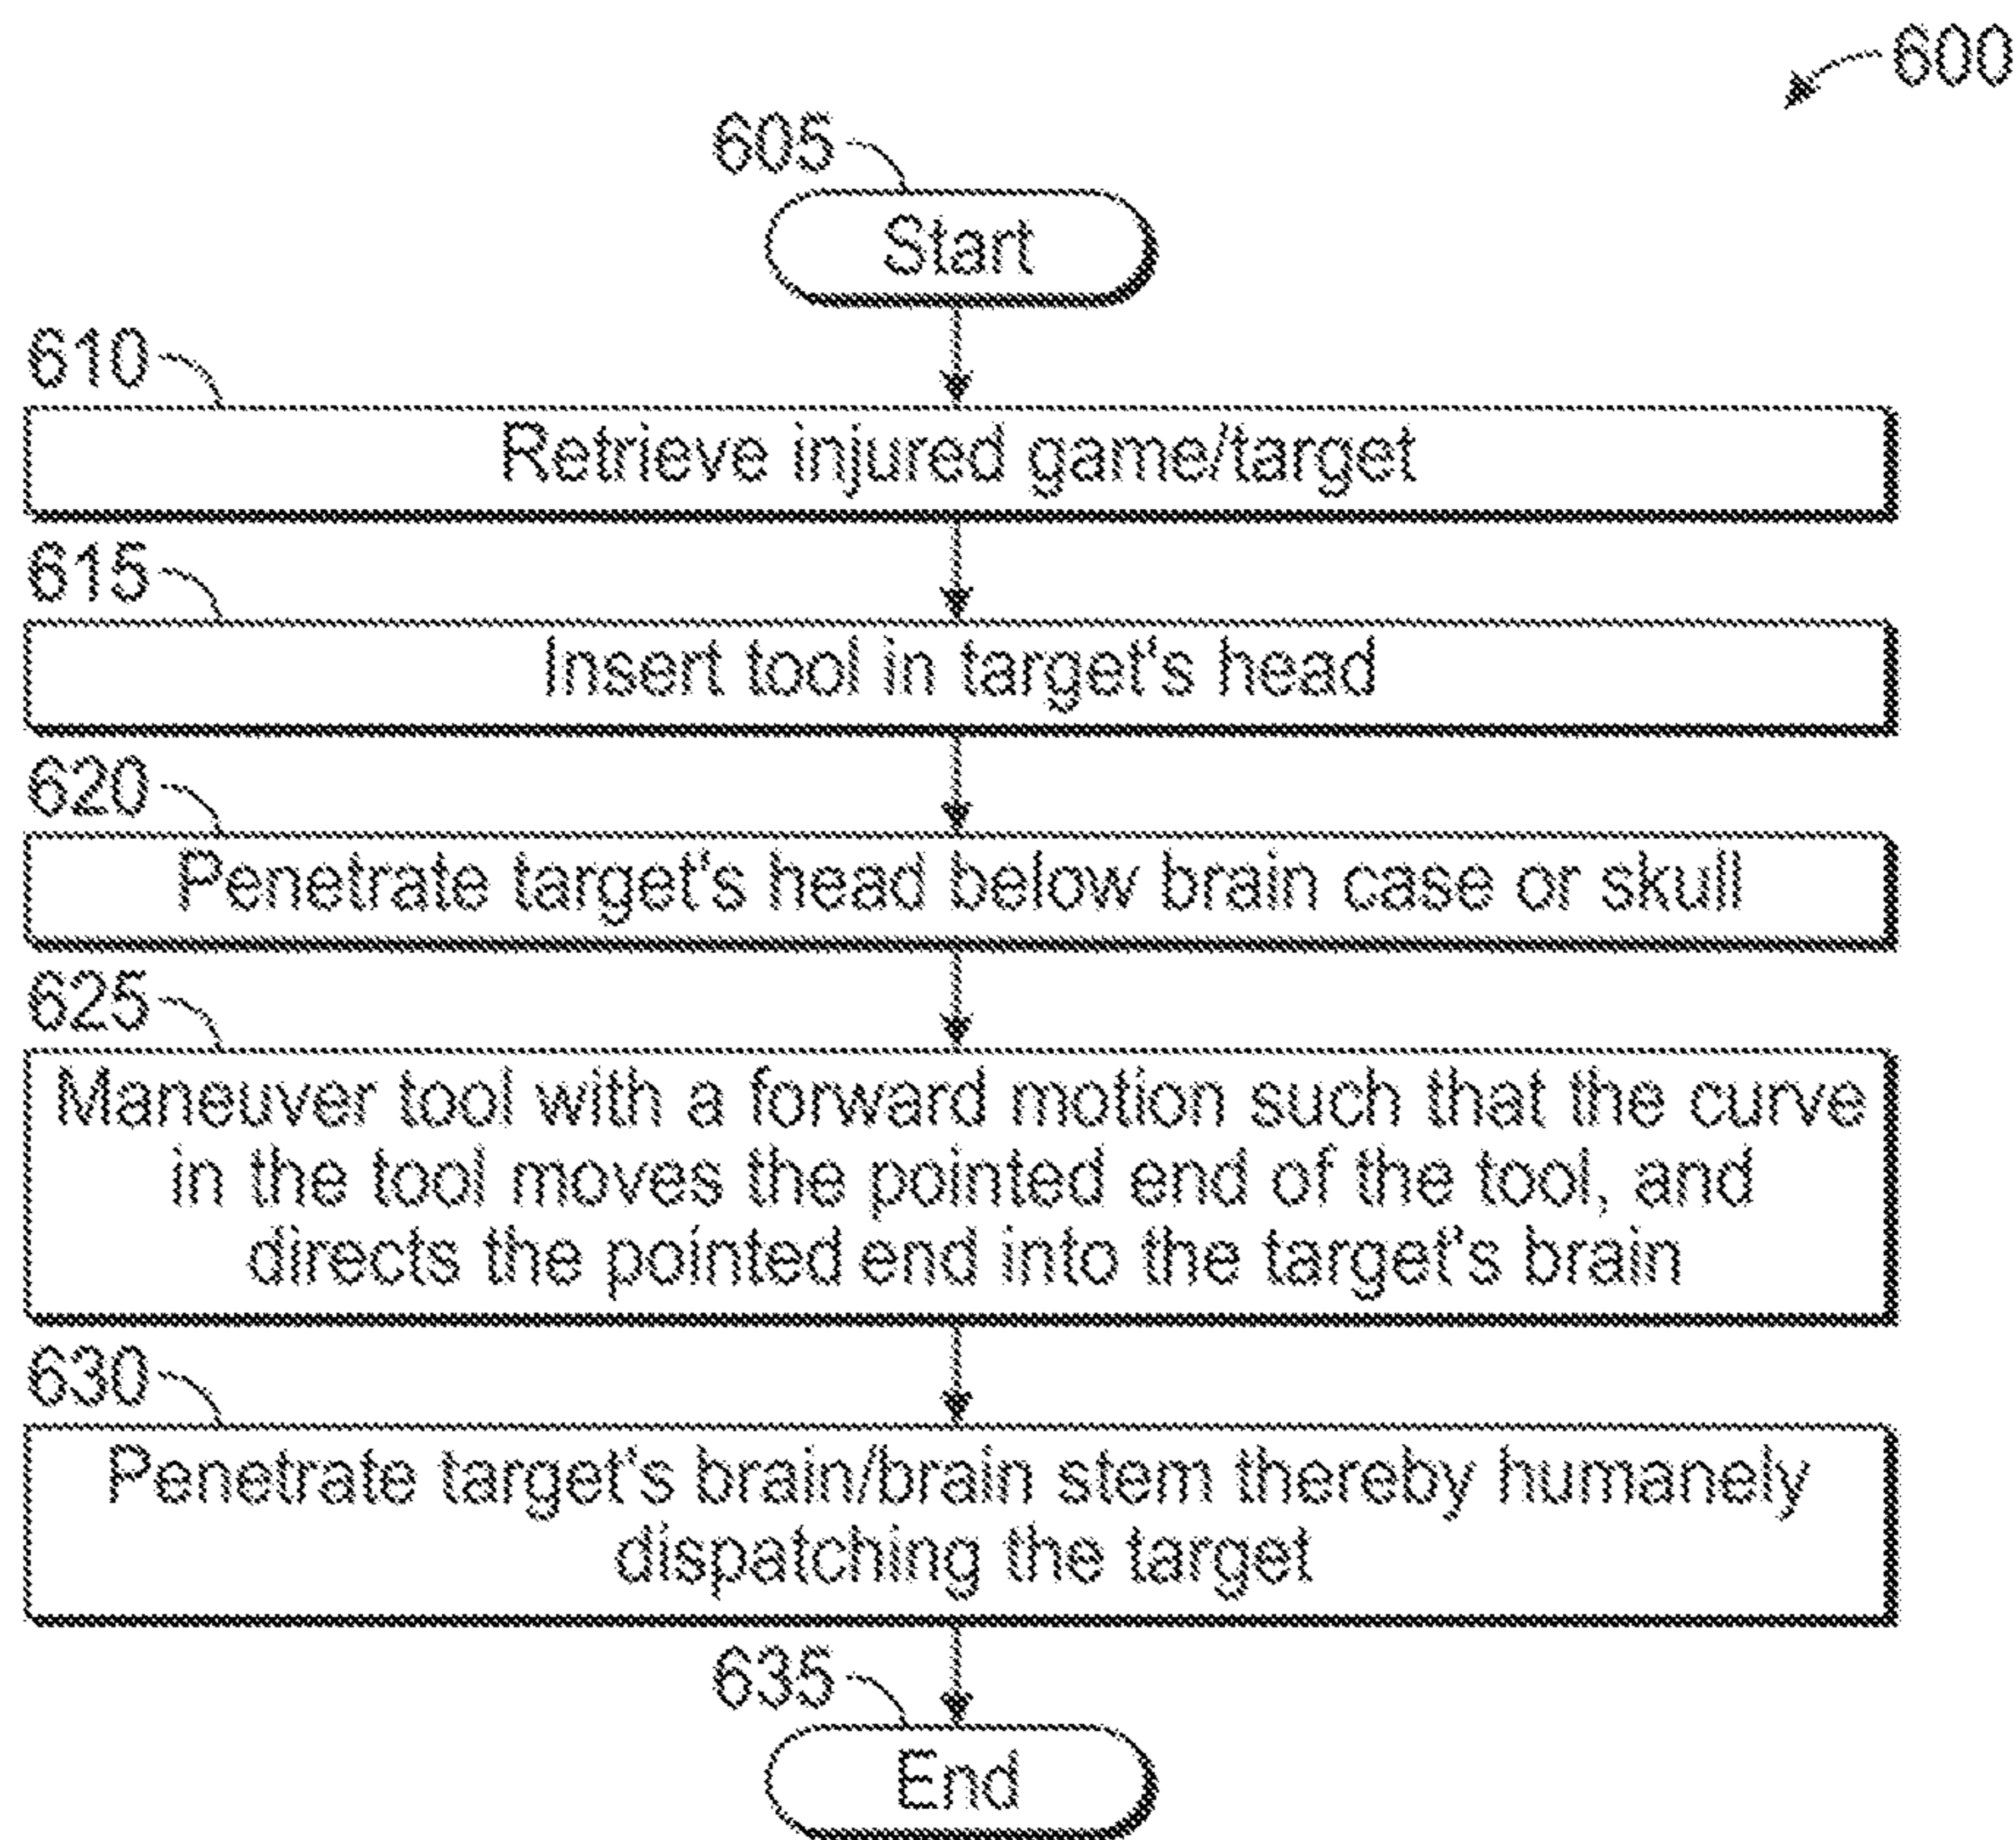 600
605
Start
610
Retrieve injured game/target
615
Insert tool in target's head
620
Penetrate target's head below brain case or skull
625
Maneuver tool with a forward motion such that the curve
in the tool moves the pointed end of the tool, and
directs the pointed end into the target's brain
630
Penetrate target's brain/brain stem thereby humanely
dispatching the target
635
End